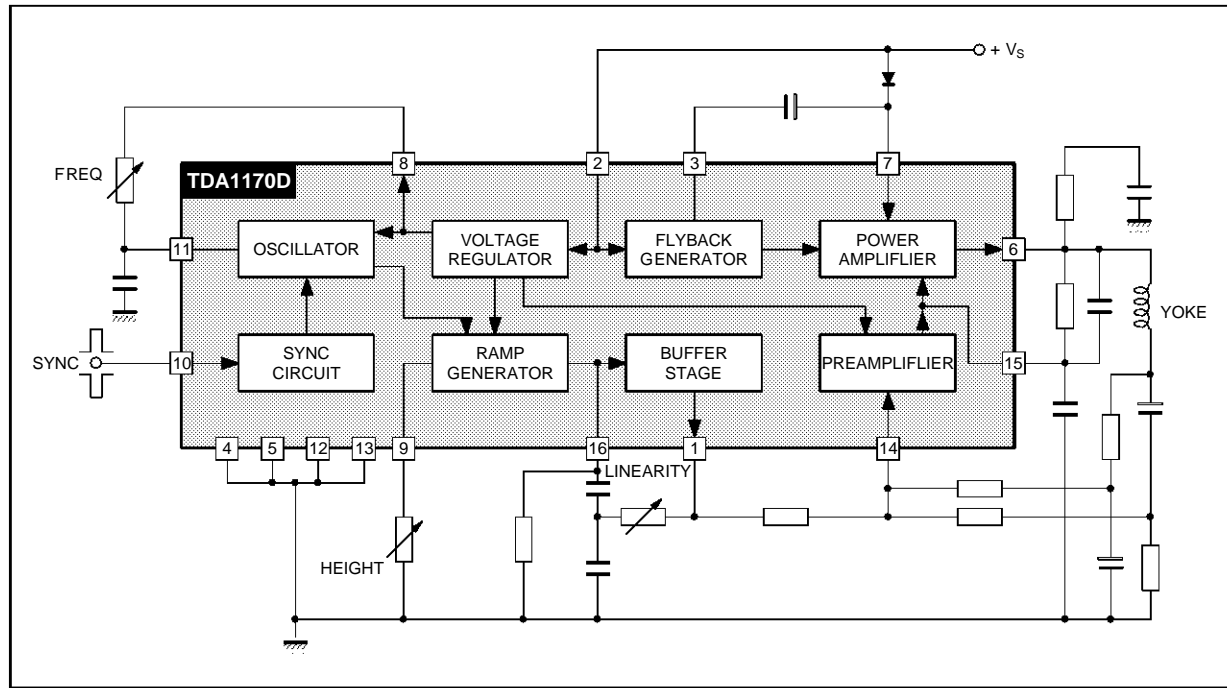 + VS
FREQ
TDA1170D
8
2
3
7
11
OSCILLATOR
VOLTAGE
REGULATOR
FLYBACK
GENERATOR
POWER
AMPLIFLIER
6
YOKE
SYNC
10
SYNC
CIRCUIT
RAMP
GENERATOR
BUFFER
STAGE
PREAMPLIFLIER
15
4
5
12
13
9
16
1
14
LINEARITY
HEIGHT